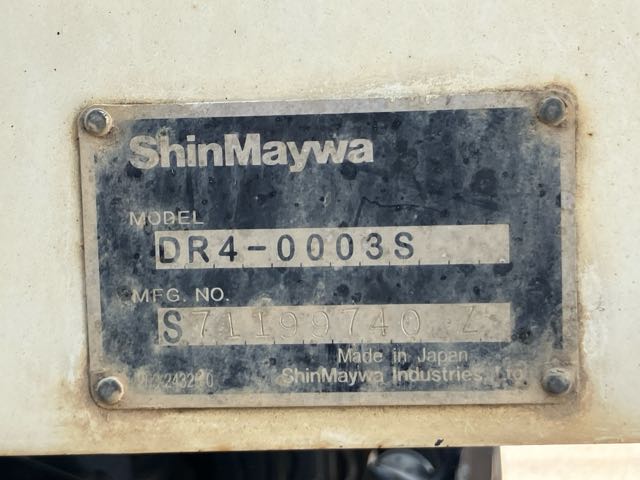 ShinMaywa
MODEL
DR4-0003S
MFG. NO.
S71199740 Z
Made in Japan
ShinMaywa Industries, Ltd.